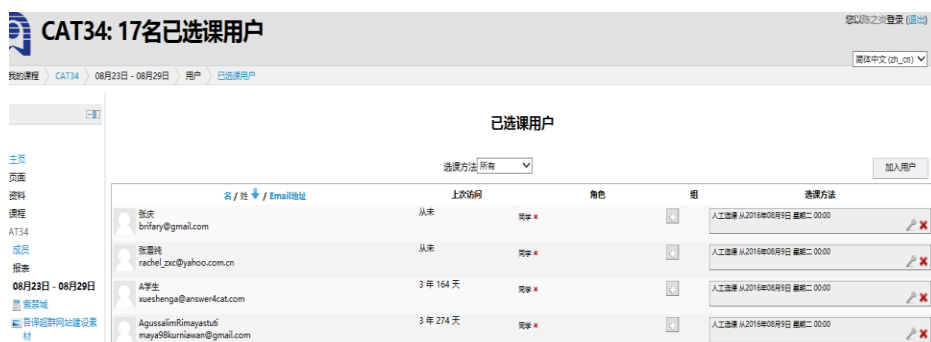 CAT34: 17名已选课用户
您以陈之炎登录 (退出)
简体中文 (zh_cn)
我的课程 CAT34 08月23日 - 08月29日 用户 已选课用户
已选课用户
选课方法 所有
加入用户
主页
页面
资料
课程
AT34
成员
报表
08月23日 - 08月29日
紫禁城
吾译超群网站建设素
材
名 / 姓 / Email地址 上次访问 角色 组 选课方法
张庆
brifary@gmail.com
从未
同学
人工选课 从2016年08月9日 星期二 00:00
张雪纯
rachel_zxc@yahoo.com.cn
从未
同学
人工选课 从2016年08月9日 星期二 00:00
A学生
xueshenga@answer4cat.com
3 年 164 天
同学
人工选课 从2016年08月9日 星期二 00:00
AgussalimRimayastuti
maya98kurniawan@gmail.com
3 年 274 天
同学
人工选课 从2016年08月9日 星期二 00:00